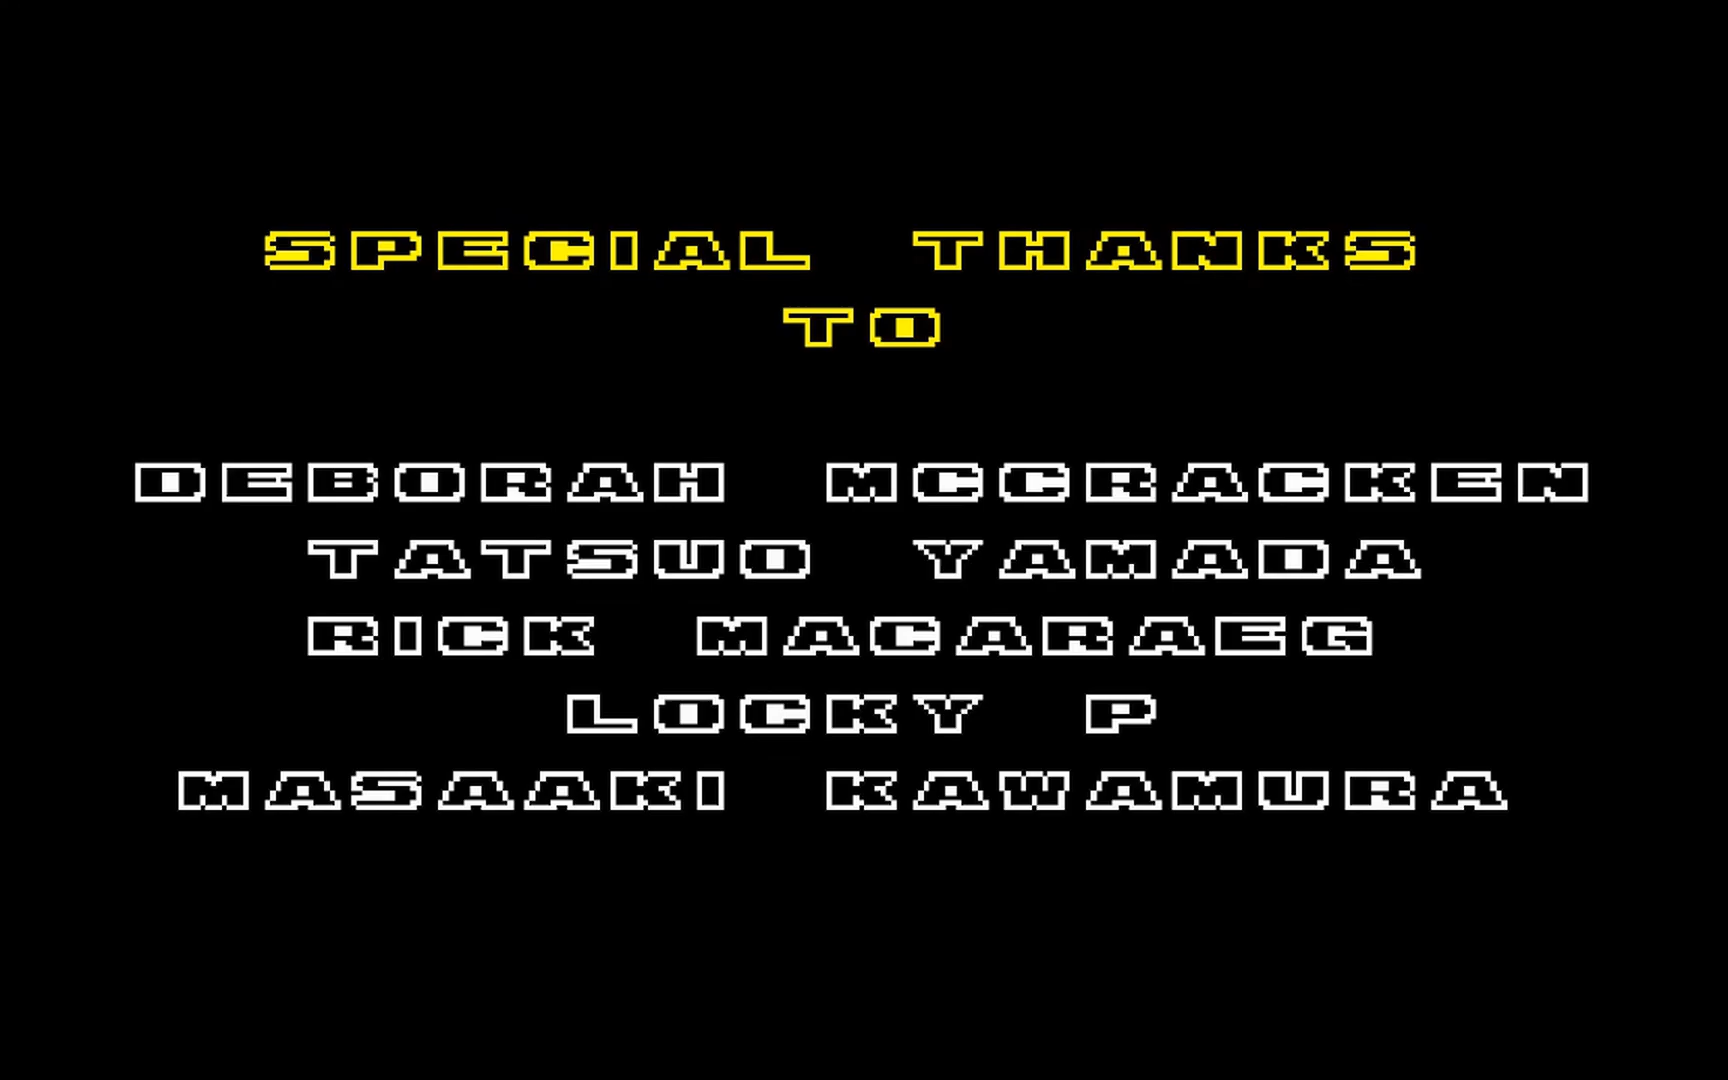 SPECIAL THANKS
TO
DEBORAH MCCRACKEN
TATSUO YAMADA
RICK MACARAEG
LOCKY P
MASAAKI KAWAMURA